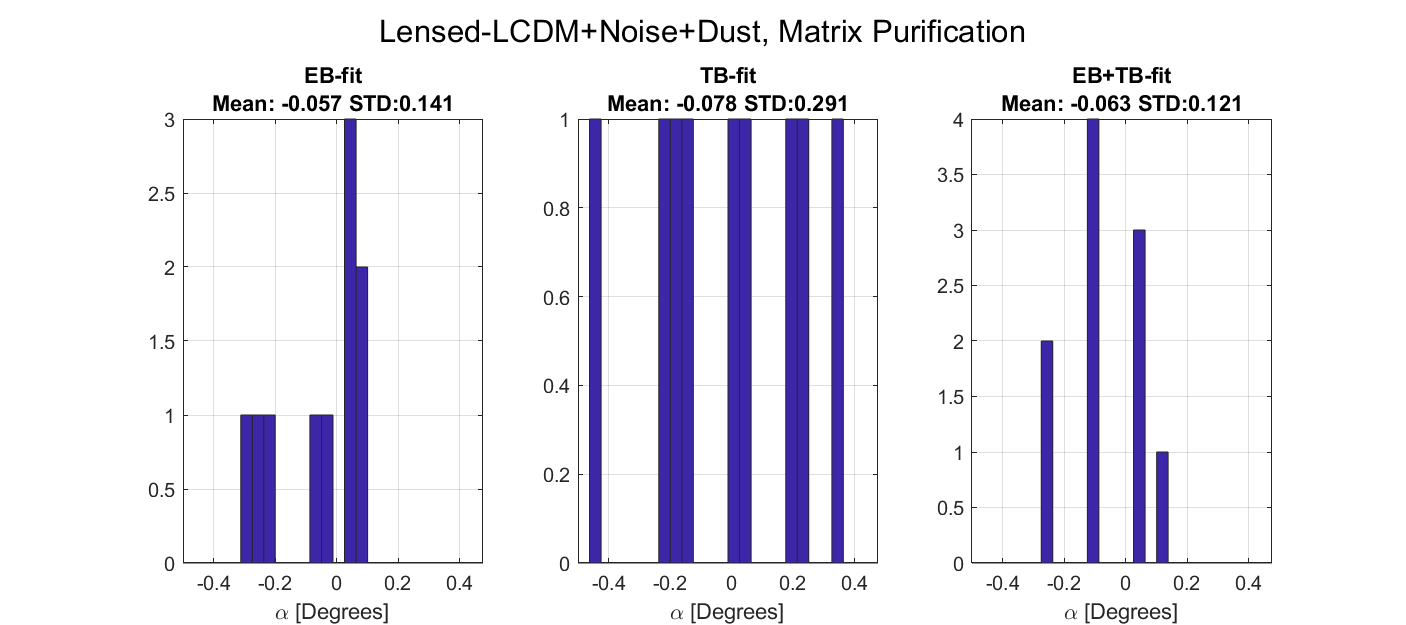 Lensed-LCDM+Noise+Dust, Matrix Purification
EB-fit
Mean: -0.057 STD:0.141
3
2.5
2
1.5
1
0.5
0
-0.4 -0.2 0 0.2 0.4
α [Degrees]
TB-fit
Mean: -0.078 STD:0.291
1
0.8
0.6
0.4
0.2
0
-0.4 -0.2 0 0.2 0.4
α [Degrees]
EB+TB-fit
Mean: -0.063 STD:0.121
4
3.5
3
2.5
2
1.5
1
0.5
0
-0.4 -0.2 0 0.2 0.4
α [Degrees]